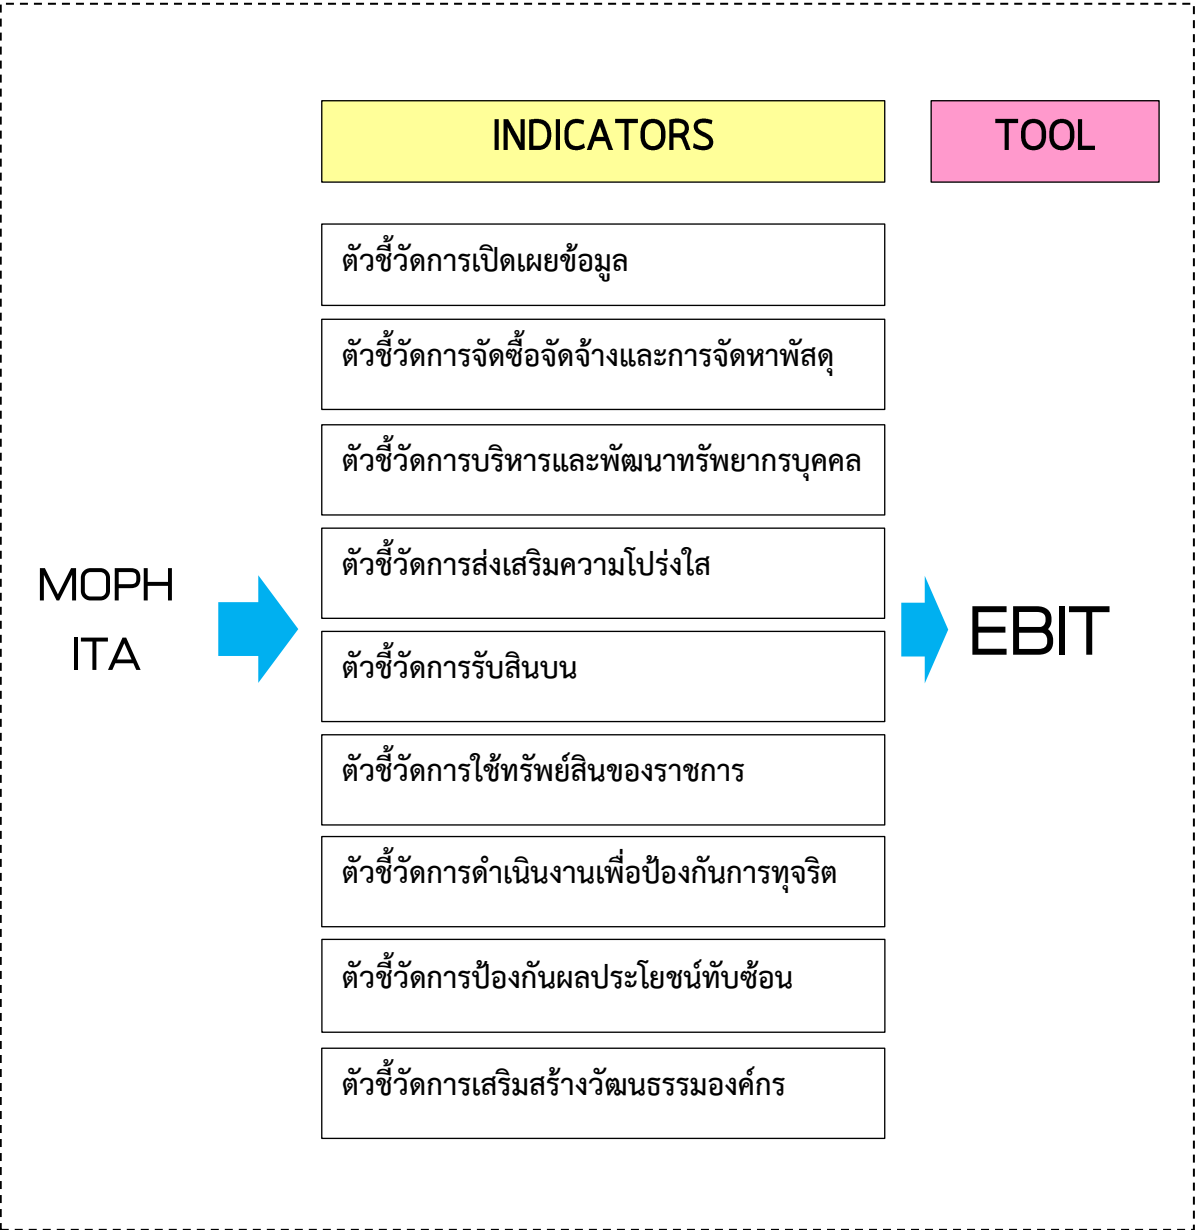 INDICATORS
TOOL
ตัวชี้วัดการเปิดเผยข้อมูล
ตัวชี้วัดการจัดซื้อจัดจ้างและการจัดหาพัสดุ
ตัวชี้วัดการบริหารและพัฒนาทรัพยากรบุคคล
ตัวชี้วัดการส่งเสริมความโปร่งใส
MOPH
ITA
ตัวชี้วัดการรับสินบน
EBIT
ตัวชี้วัดการใช้ทรัพย์สินของราชการ
ตัวชี้วัดการดำเนินงานเพื่อป้องกันการทุจริต
ตัวชี้วัดการป้องกันผลประโยชน์ทับซ้อน
ตัวชี้วัดการเสริมสร้างวัฒนธรรมองค์กร